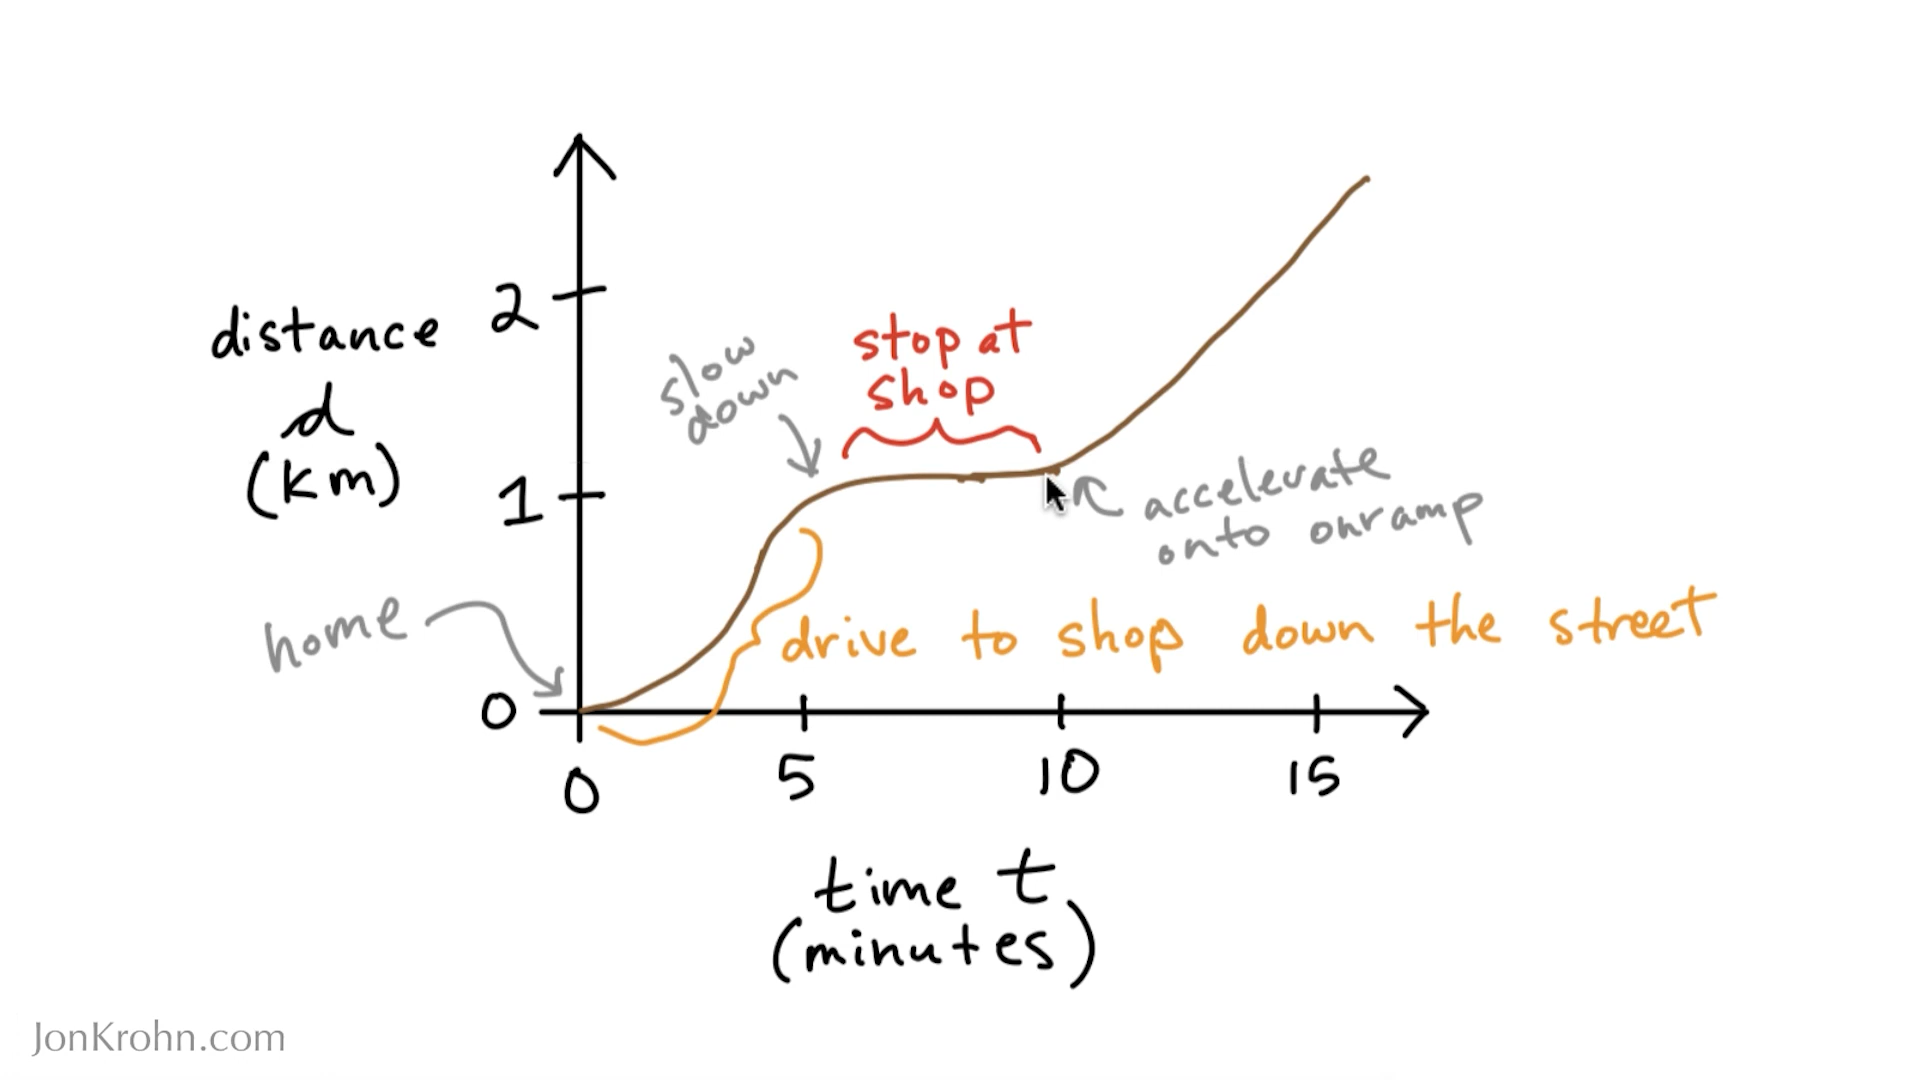 distance
d
(km)
2
1
0
0
5
10
15
time t
(minutes)
home
slow
down
stop at
shop
accelerate
onto onramp
drive to shop down the street
JonKrohn.com